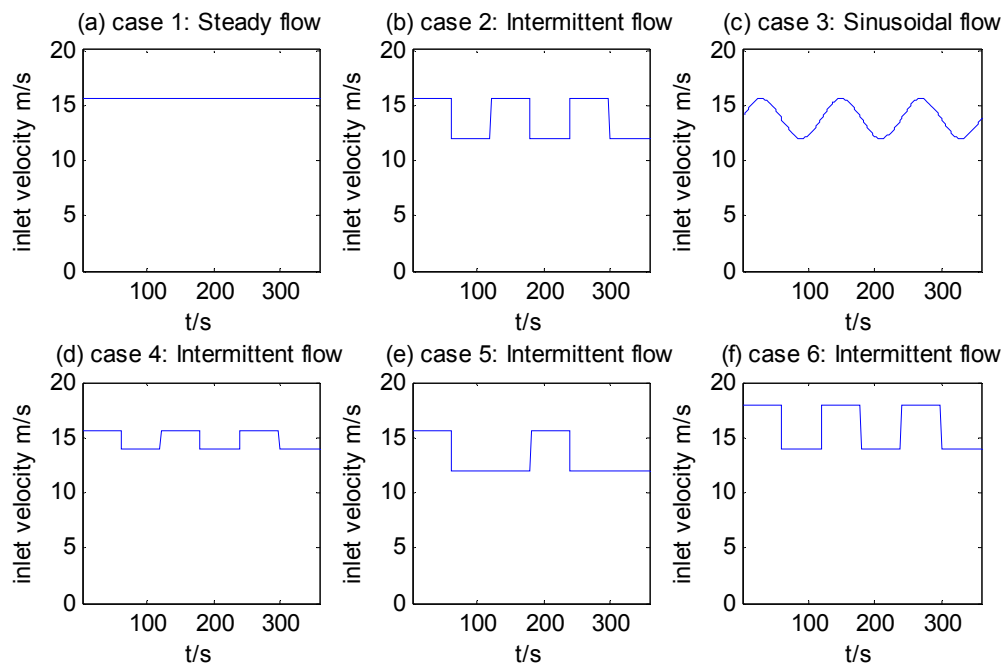 (a) case 1: Steady flow
20
15
10
5
0
inlet velocity m/s
100 200 300
t/s
(b) case 2: Intermittent flow
20
15
10
5
0
inlet velocity m/s
100 200 300
t/s
(c) case 3: Sinusoidal flow
20
15
10
5
0
inlet velocity m/s
100 200 300
t/s
(d) case 4: Intermittent flow
20
15
10
5
0
inlet velocity m/s
100 200 300
t/s
(e) case 5: Intermittent flow
20
15
10
5
0
inlet velocity m/s
100 200 300
t/s
(f) case 6: Intermittent flow
20
15
10
5
0
inlet velocity m/s
100 200 300
t/s